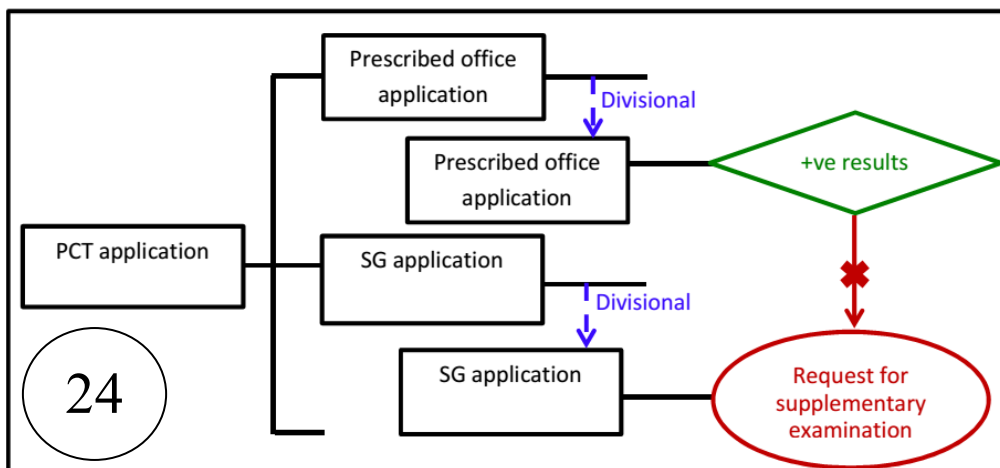 Prescribed office
application
Divisional
Prescribed office
application
+ve results
PCT application
SG application
Divisional
SG application
Request for
supplementary
examination
24